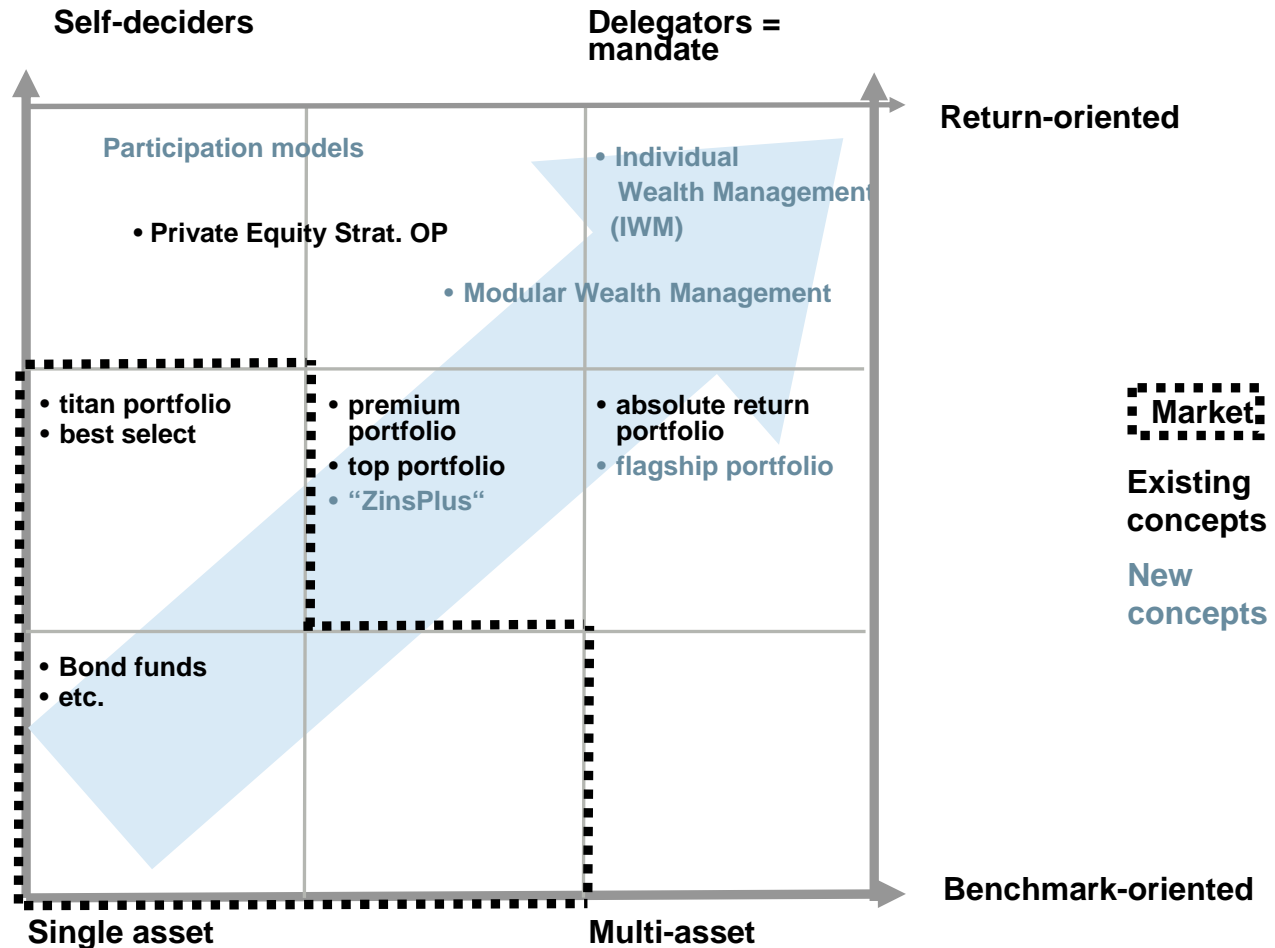 Self-deciders
Delegators =
mandate
Return-oriented
Participation models
• Individual
Wealth Management
(IWM)
• Private Equity Strat. OP
• Modular Wealth Management
• titan portfolio
• best select
• premium
portfolio
• top portfolio
• “ZinsPlus“
• absolute return
portfolio
• flagship portfolio
Market
Existing
concepts
New
concepts
• Bond funds
• etc.
Benchmark-oriented
Single asset
Multi-asset